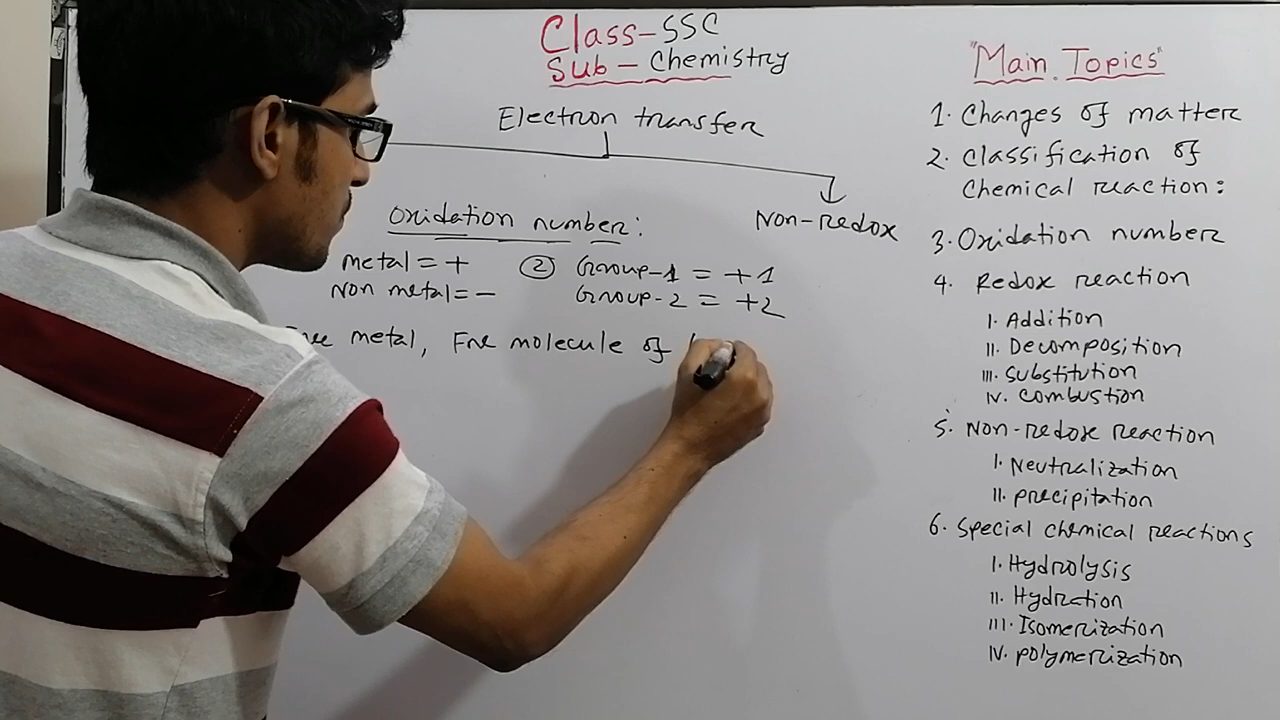 Class-SSC
Sub- Chemistry
Electron transfer
Non-Redox
Oxidation number:
metal = +
Non metal = -
② Group-1 = +1
Group-2 = +2
metal, Fre molecule of
"Main Topics"
1. Changes of matter
2. Classification of
Chemical reaction:
3. Oxidation number
4. Redox reaction
I. Addition
II. Decomposition
III. Substitution
IV. Combustion
5. Non-redox reaction
I. Neutralization
II. precipitation
6. Special chemical reactions
I. Hydrolysis
II. Hydration
III. Isomerization
IV. polymerization